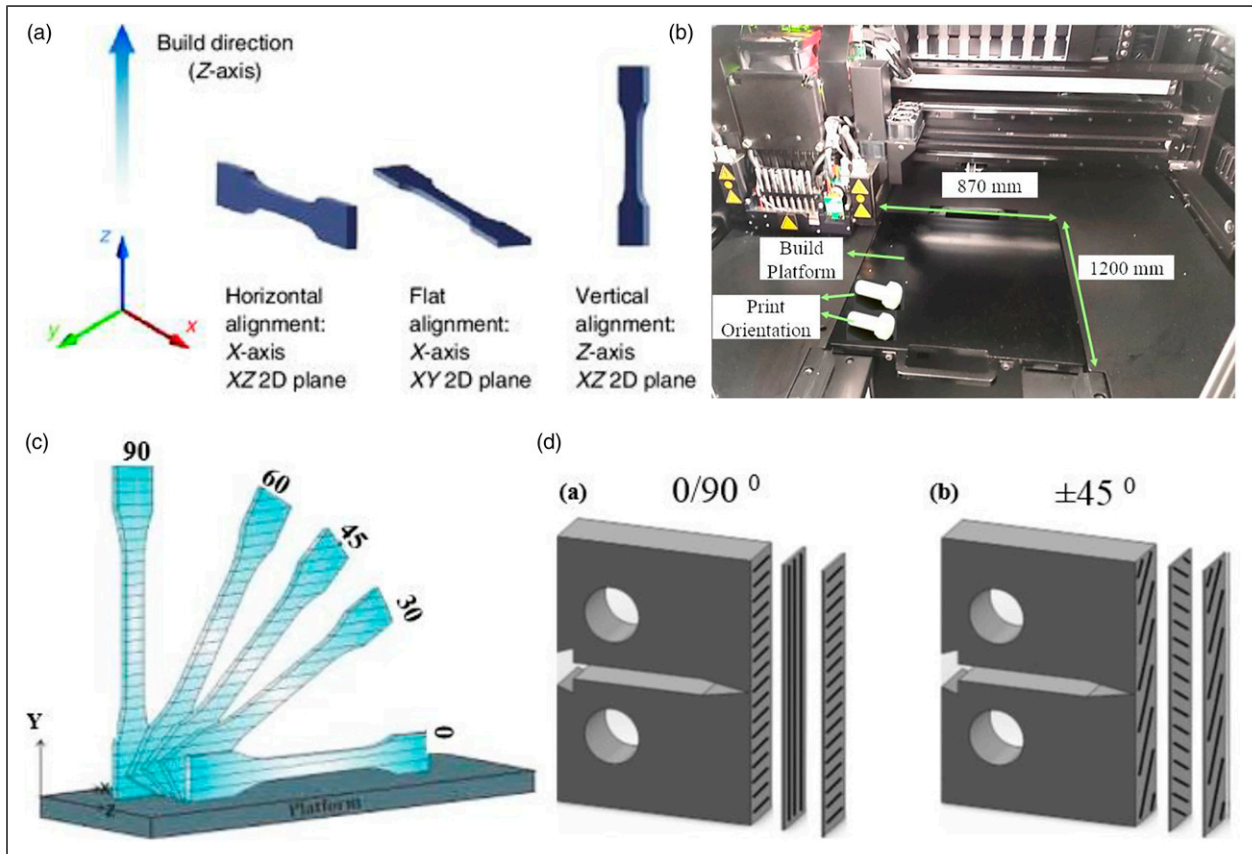 (a)
Build direction
(Z-axis)
z
y
x
Horizontal
alignment:
X-axis
XZ 2D plane
Flat
alignment:
X-axis
XY 2D plane
Vertical
alignment:
Z-axis
XZ 2D plane
(b)
870 mm
Build
Platform
1200 mm
Print
Orientation
(c)
90
60
45
30
0
Y
X
Z
Platform
(d)
(a) 0/90 ⁰
(b) ±45 ⁰